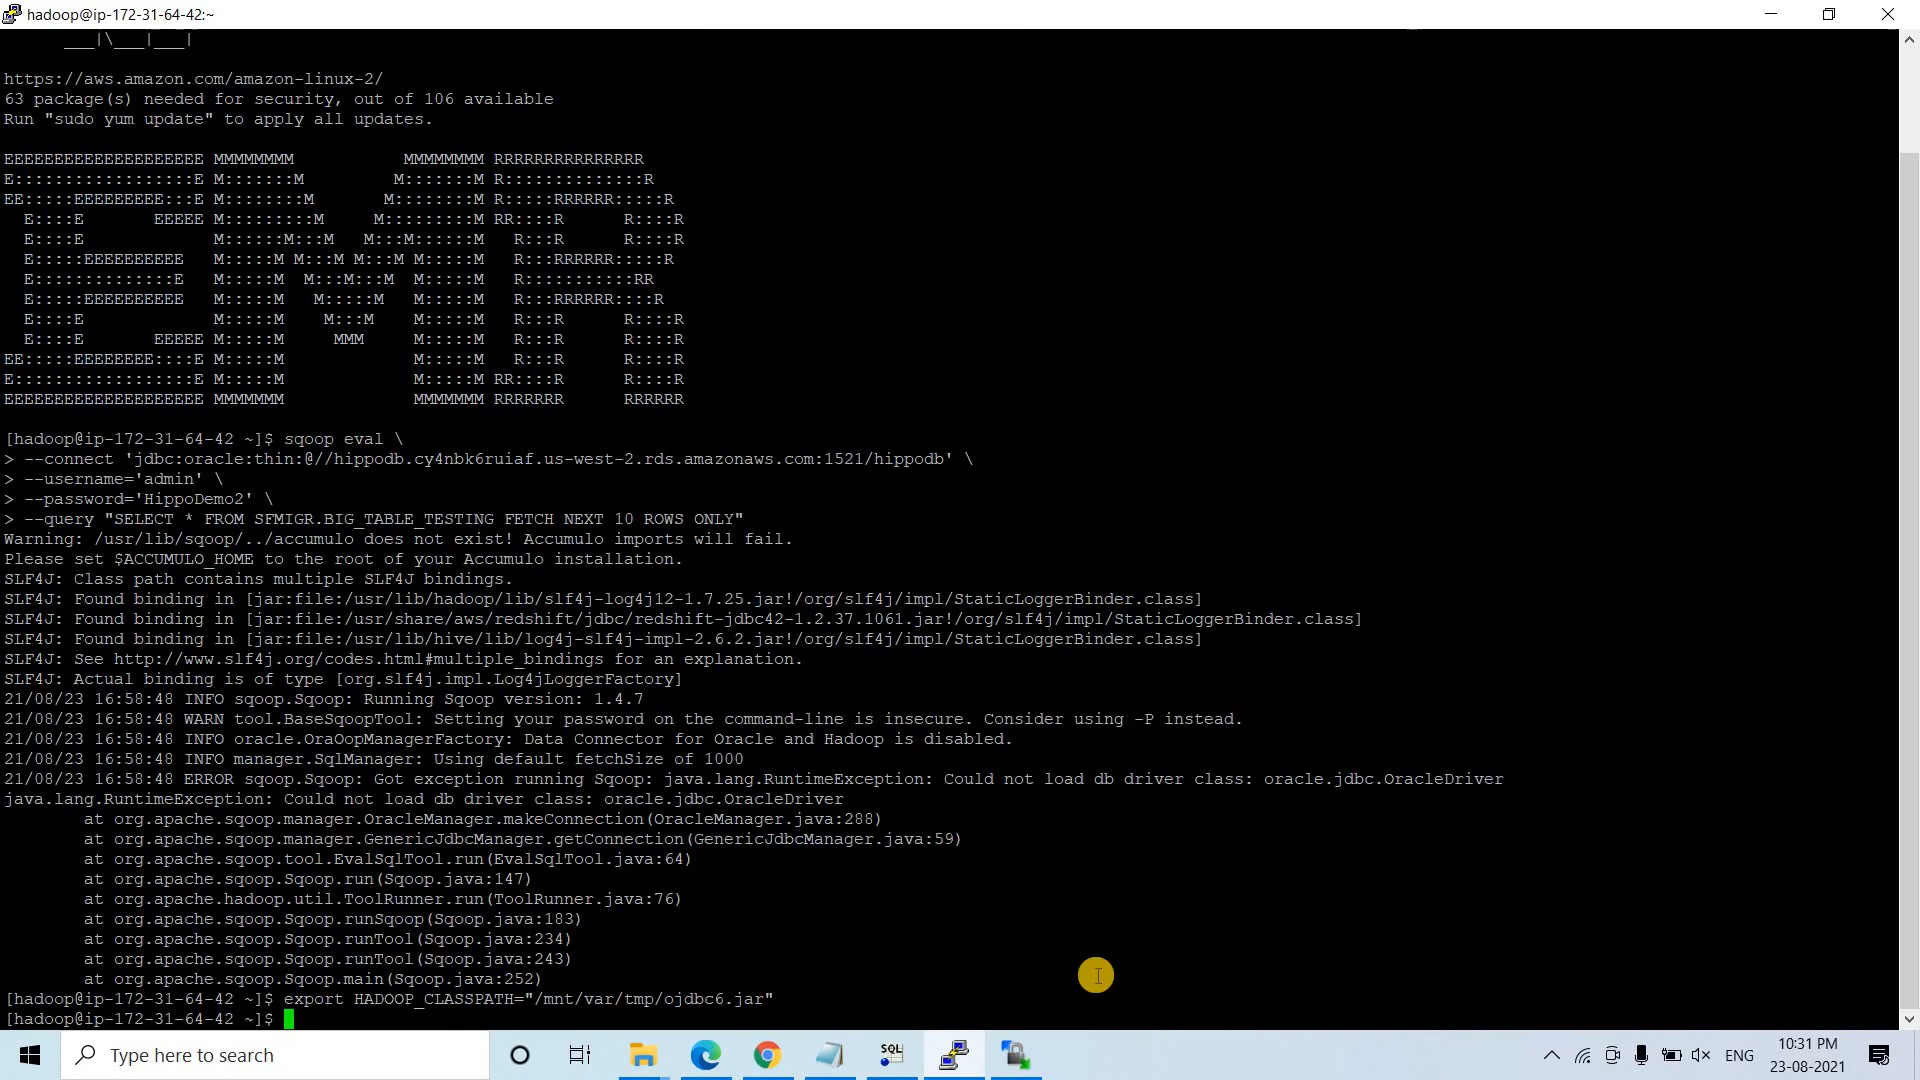 hadoop@ip-172-31-64-42:~
___|\___|___|
https://aws.amazon.com/amazon-linux-2/
63 package(s) needed for security, out of 106 available
Run "sudo yum update" to apply all updates.
EEEEEEEEEEEEEEEEEEEE MMMMMMMM           MMMMMMMM RRRRRRRRRRRRRRR
E::::::::::::::::::E M:::::::M         M:::::::M R::::::::::::::R
EE:::::EEEEEEEEE:::E M::::::::M       M::::::::M R:::::RRRRRR:::::R
  E::::E       EEEEE M:::::::::M     M:::::::::M RR::::R      R::::R
  E::::E             M::::::M:::M   M:::M::::::M   R:::R      R::::R
  E:::::EEEEEEEEEE   M:::::M M:::M M:::M M:::::M   R:::RRRRRR:::::R
  E::::::::::::::E   M:::::M  M:::M:::M  M:::::M   R:::::::::::RR
  E:::::EEEEEEEEEE   M:::::M   M:::::M   M:::::M   R:::RRRRRR::::R
  E::::E             M:::::M    M:::M    M:::::M   R:::R      R::::R
  E::::E       EEEEE M:::::M     MMM     M:::::M   R:::R      R::::R
EE:::::EEEEEEEE::::E M:::::M             M:::::M   R:::R      R::::R
E::::::::::::::::::E M:::::M             M:::::M RR::::R      R::::R
EEEEEEEEEEEEEEEEEEEE MMMMMMM             MMMMMMM RRRRRRR      RRRRRR
[hadoop@ip-172-31-64-42 ~]$ sqoop eval \
> --connect 'jdbc:oracle:thin:@//hippodb.cy4nbk6ruiaf.us-west-2.rds.amazonaws.com:1521/hippodb' \
> --username='admin' \
> --password='HippoDemo2' \
> --query "SELECT * FROM SFMIGR.BIG_TABLE_TESTING FETCH NEXT 10 ROWS ONLY"
Warning: /usr/lib/sqoop/../accumulo does not exist! Accumulo imports will fail.
Please set $ACCUMULO_HOME to the root of your Accumulo installation.
SLF4J: Class path contains multiple SLF4J bindings.
SLF4J: Found binding in [jar:file:/usr/lib/hadoop/lib/slf4j-log4j12-1.7.25.jar!/org/slf4j/impl/StaticLoggerBinder.class]
SLF4J: Found binding in [jar:file:/usr/share/aws/redshift/jdbc/redshift-jdbc42-1.2.37.1061.jar!/org/slf4j/impl/StaticLoggerBinder.class]
SLF4J: Found binding in [jar:file:/usr/lib/hive/lib/log4j-slf4j-impl-2.6.2.jar!/org/slf4j/impl/StaticLoggerBinder.class]
SLF4J: See http://www.slf4j.org/codes.html#multiple_bindings for an explanation.
SLF4J: Actual binding is of type [org.slf4j.impl.Log4jLoggerFactory]
21/08/23 16:58:48 INFO sqoop.Sqoop: Running Sqoop version: 1.4.7
21/08/23 16:58:48 WARN tool.BaseSqoopTool: Setting your password on the command-line is insecure. Consider using -P instead.
21/08/23 16:58:48 INFO oracle.OraOopManagerFactory: Data Connector for Oracle and Hadoop is disabled.
21/08/23 16:58:48 INFO manager.SqlManager: Using default fetchSize of 1000
21/08/23 16:58:48 ERROR sqoop.Sqoop: Got exception running Sqoop: java.lang.RuntimeException: Could not load db driver class: oracle.jdbc.OracleDriver
java.lang.RuntimeException: Could not load db driver class: oracle.jdbc.OracleDriver
        at org.apache.sqoop.manager.OracleManager.makeConnection(OracleManager.java:288)
        at org.apache.sqoop.manager.GenericJdbcManager.getConnection(GenericJdbcManager.java:59)
        at org.apache.sqoop.tool.EvalSqlTool.run(EvalSqlTool.java:64)
        at org.apache.sqoop.Sqoop.run(Sqoop.java:147)
        at org.apache.hadoop.util.ToolRunner.run(ToolRunner.java:76)
        at org.apache.sqoop.Sqoop.runSqoop(Sqoop.java:183)
        at org.apache.sqoop.Sqoop.runTool(Sqoop.java:234)
        at org.apache.sqoop.Sqoop.runTool(Sqoop.java:243)
        at org.apache.sqoop.Sqoop.main(Sqoop.java:252)
[hadoop@ip-172-31-64-42 ~]$ export HADOOP_CLASSPATH="/mnt/var/tmp/ojdbc6.jar"
[hadoop@ip-172-31-64-42 ~]$
Type here to search
SQL
ENG
10:31 PM
23-08-2021